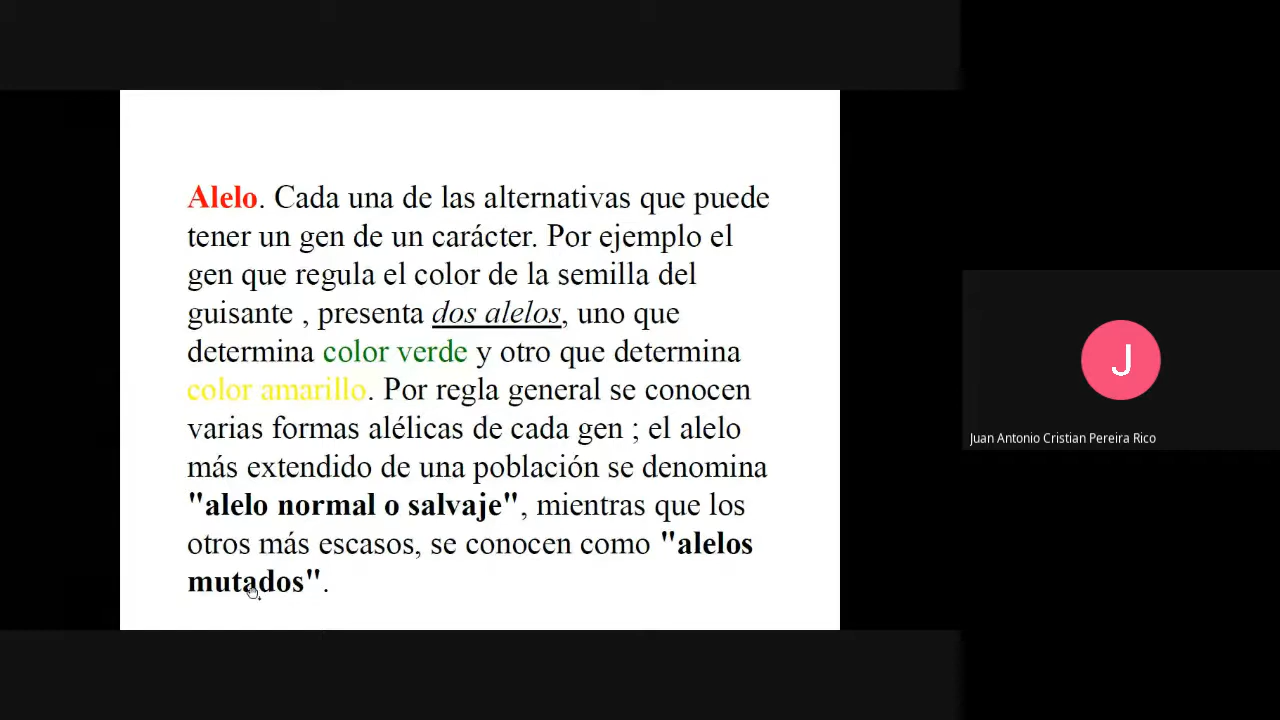 Alelo. Cada una de las alternativas que puede
tener un gen de un carácter. Por ejemplo el
gen que regula el color de la semilla del
guisante , presenta dos alelos, uno que
determina color verde y otro que determina
color amarillo. Por regla general se conocen
varias formas alélicas de cada gen ; el alelo
más extendido de una población se denomina
"alelo normal o salvaje", mientras que los
otros más escasos, se conocen como "alelos
mutados".
J
Juan Antonio Cristian Pereira Rico